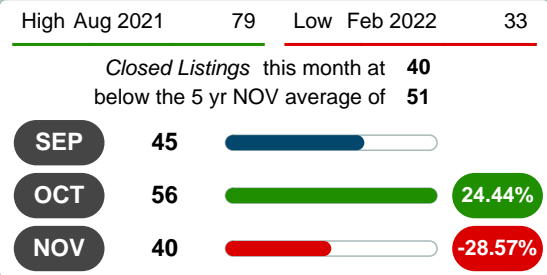 High Aug 2021 79 Low Feb 2022 33
Closed Listings this month at 40
below the 5 yr NOV average of 51
SEP 45
OCT 56 24.44%
NOV 40 -28.57%